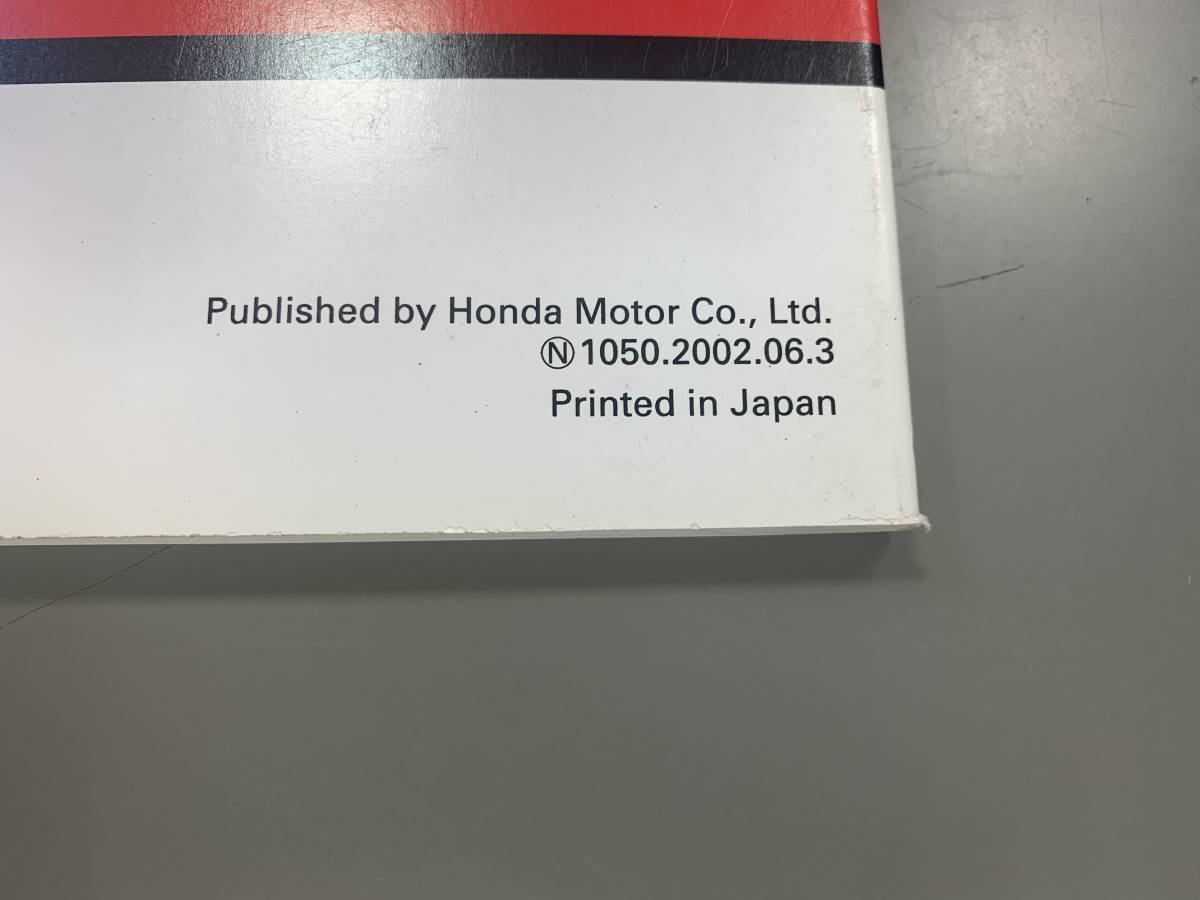 Published by Honda Motor Co., Ltd.
Ⓝ1050.2002.06.3
Printed in Japan